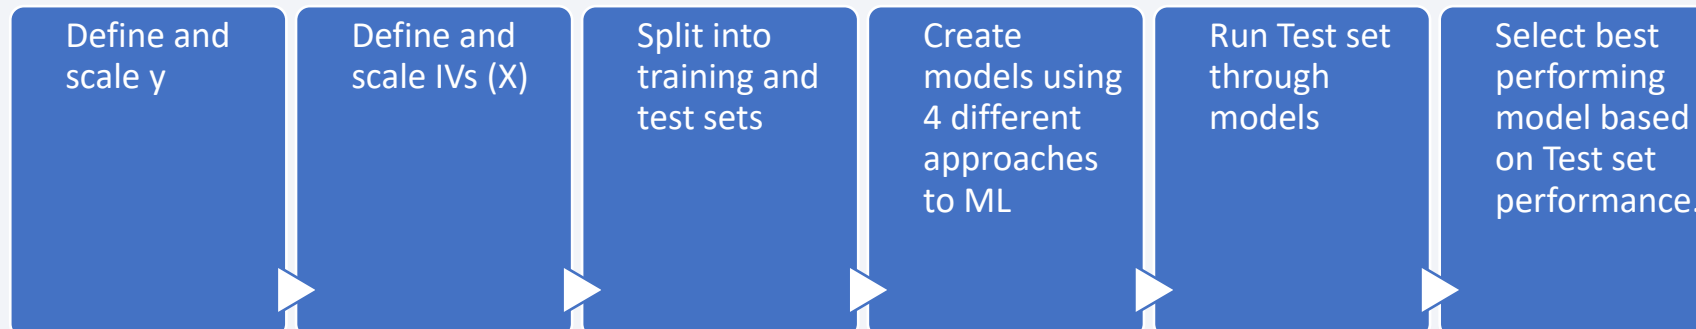 Define and
scale y
Define and
scale IVs (X)
Split into
training and
test sets
Create
models using
4 different
approaches
to ML
Run Test set
through
models
Select best
performing
model based
on Test set
performance.